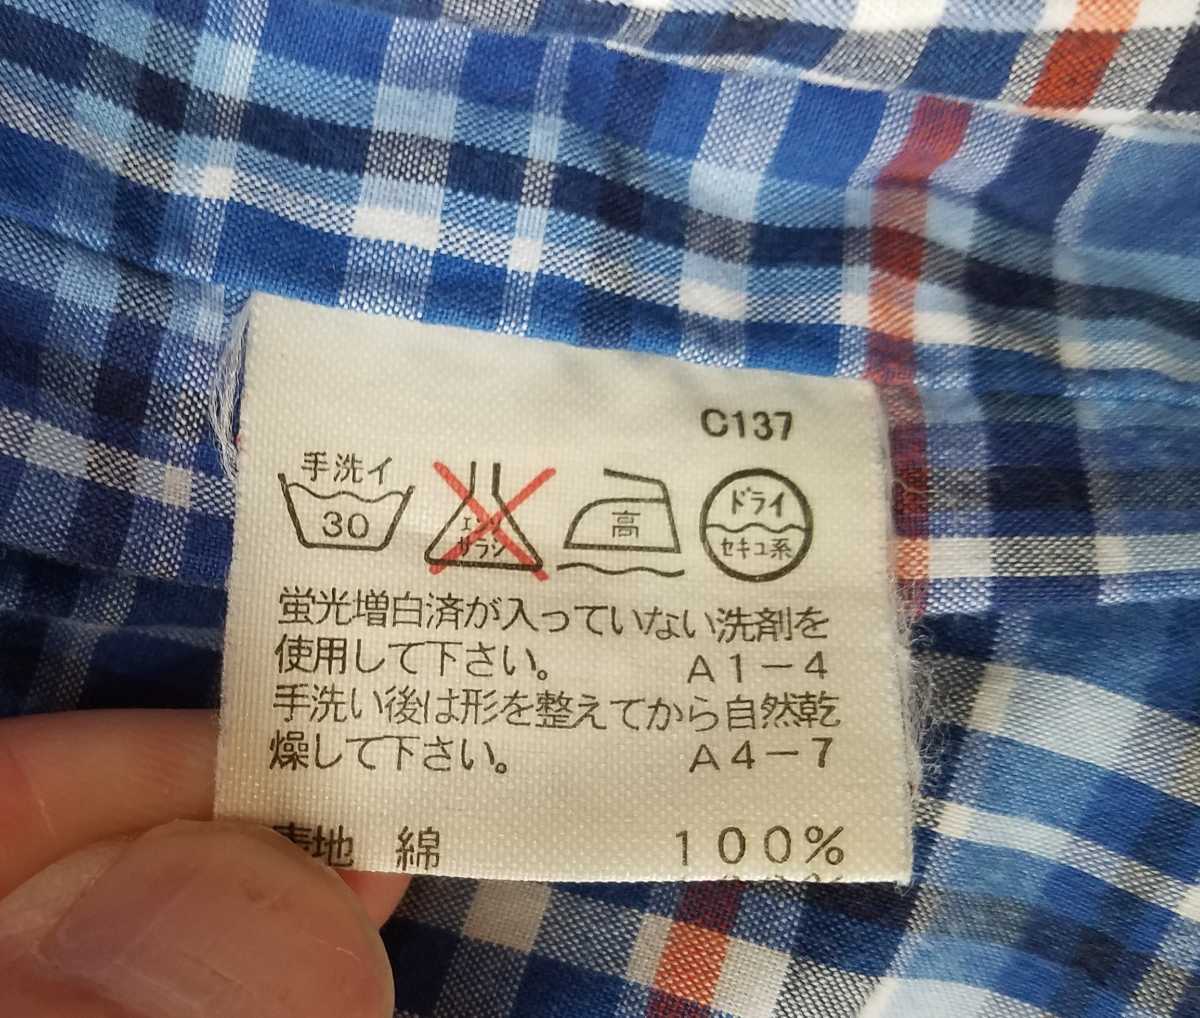 C137
手洗イ
30
エンソ
サラシ
高
ドライ
セキユ系
蛍光増白済が入っていない洗剤を
使用して下さい。 A1-4
手洗い後は形を整えてから自然乾
燥して下さい。 A4-7
表地 綿 100%